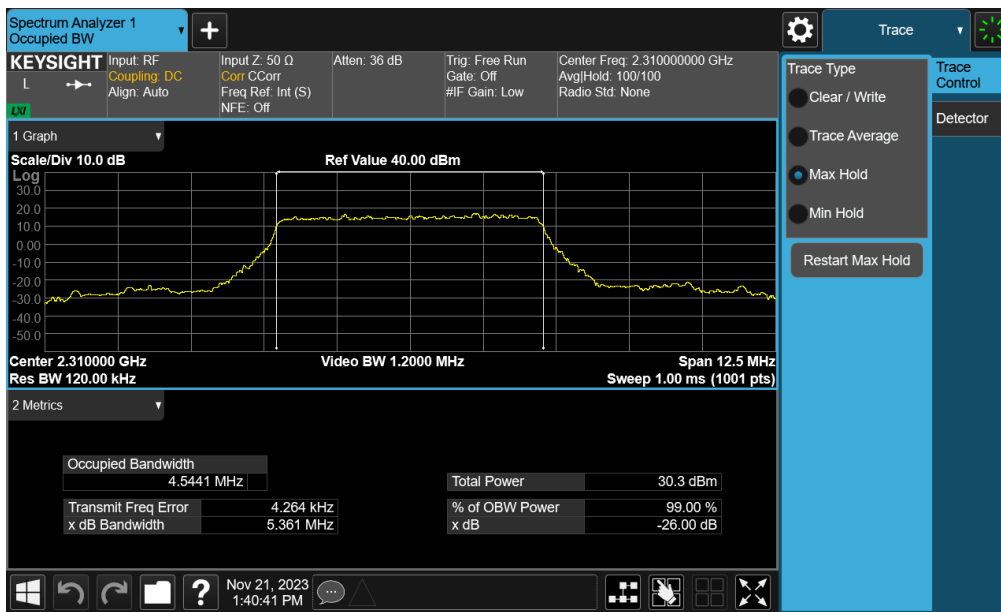 Spectrum Analyzer 1
Occupied BW
+
Trace
KEYSIGHT
L
LXI
Input: RF
Coupling: DC
Align: Auto
Input Z: 50 Ω
Corr CCorr
Freq Ref: Int (S)
NFE: Off
Atten: 36 dB
Trig: Free Run
Gate: Off
#IF Gain: Low
Center Freq: 2.310000000 GHz
Avg|Hold: 100/100
Radio Std: None
Trace Type
Clear / Write
Trace Average
Max Hold
Min Hold
Restart Max Hold
Trace
Control
Detector
1 Graph
Scale/Div 10.0 dB
Ref Value 40.00 dBm
Log
30.0
20.0
10.0
0.00
-10.0
-20.0
-30.0
-40.0
-50.0
Center 2.310000 GHz
Video BW 1.2000 MHz
Span 12.5 MHz
Res BW 120.00 kHz
Sweep 1.00 ms (1001 pts)
2 Metrics
Occupied Bandwidth
4.5441 MHz
Total Power 30.3 dBm
Transmit Freq Error 4.264 kHz
% of OBW Power 99.00 %
x dB Bandwidth 5.361 MHz
x dB -26.00 dB
?
Nov 21, 2023
1:40:41 PM